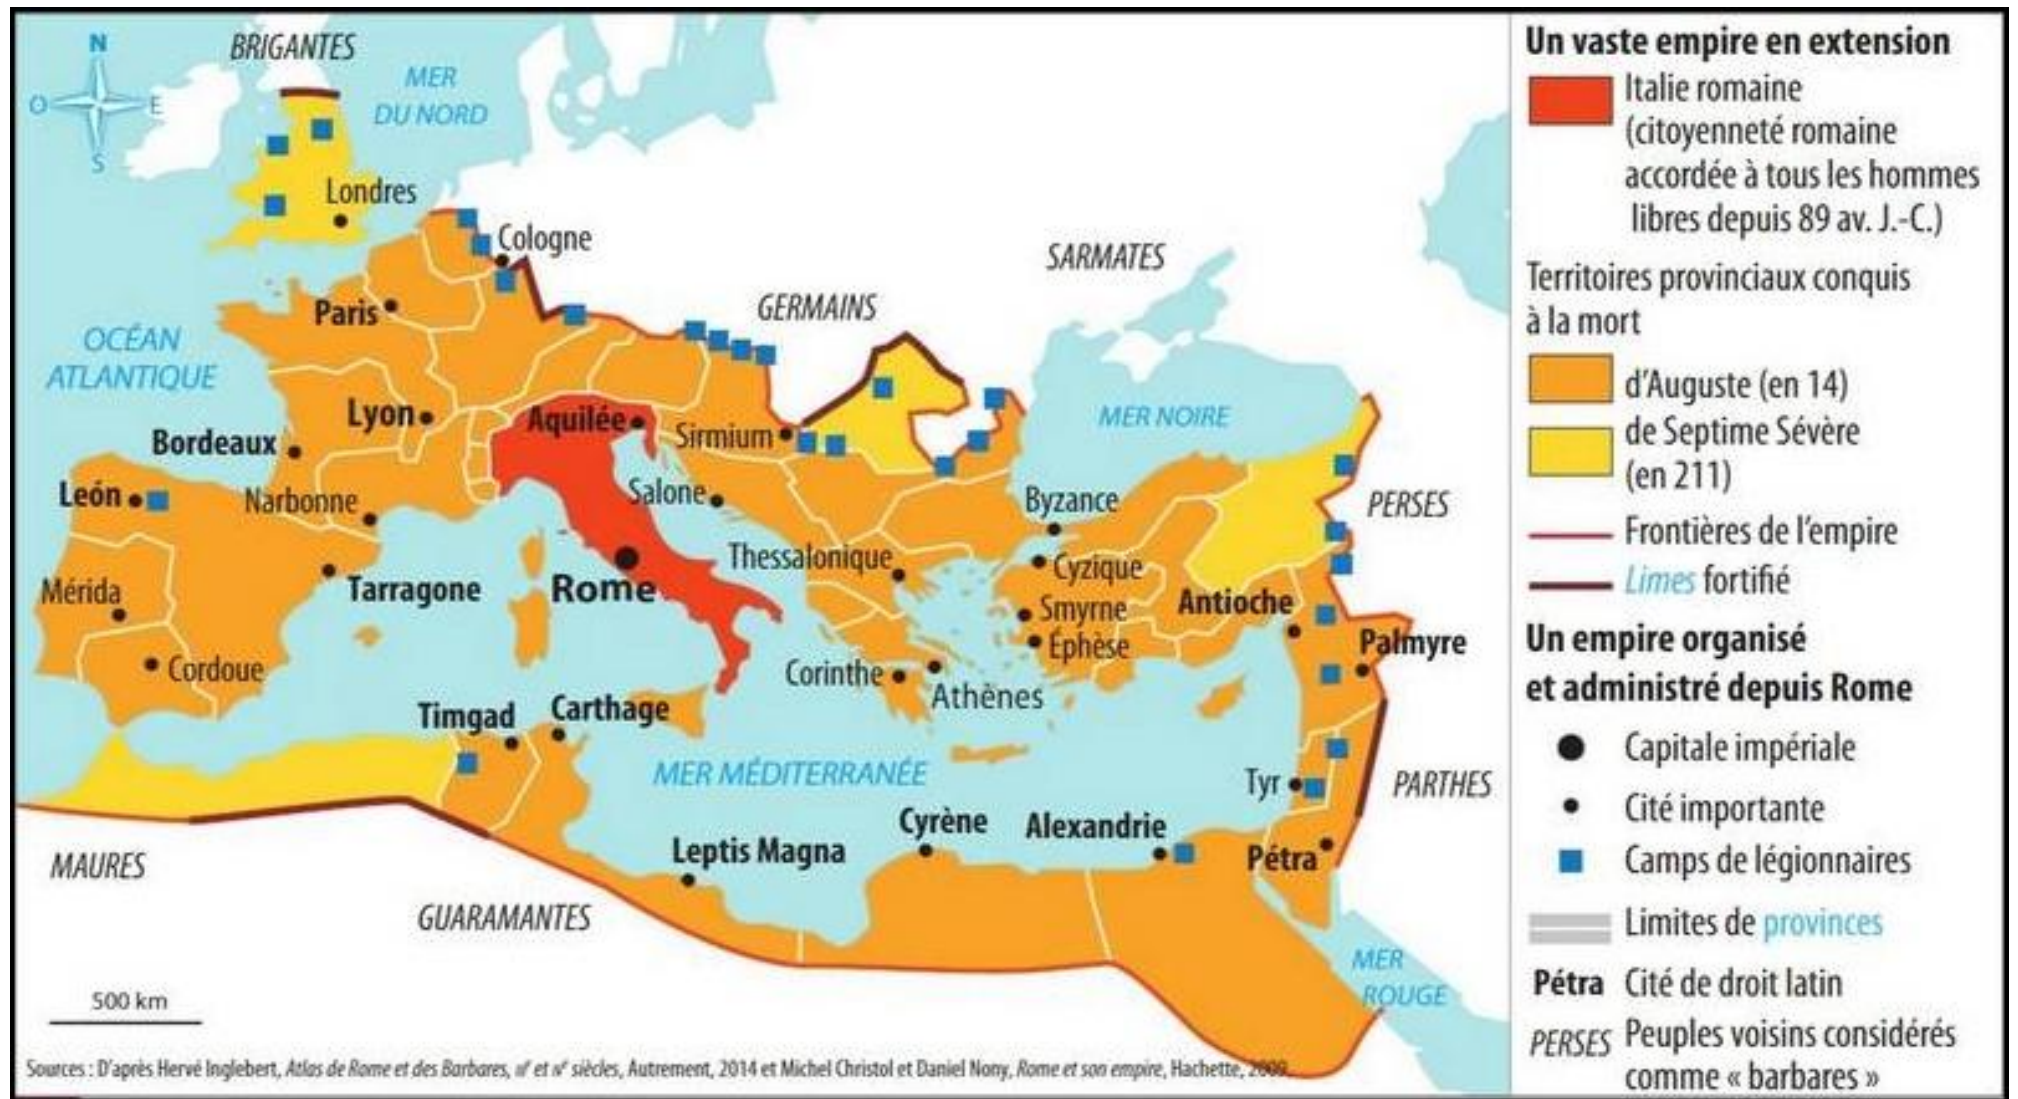 BRIGANTES
N
O
E
S
MER
DU NORD
Londres
Cologne
SARMATES
GERMAINS
Paris
OCÉAN
ATLANTIQUE
MER NOIRE
Lyon
Aquilée
Sirmium
Bordeaux
León
Narbonne
Salone
Byzance
PERSES
Thessalonique
Cyzique
Mérida
Tarragone
Rome
Smyrne
Antioche
Éphèse
Palmyre
Cordoue
Corinthe
Athènes
Timgad
Carthage
MER MÉDITERRANÉE
Tyr
PARTHES
Cyrène
Alexandrie
Leptis Magna
Pétra
MAURES
GUARAMANTES
MER
ROUGE
500 km
Sources : D'après Hervé Inglebert, Atlas de Rome et des Barbares, IIIe et IVe siècles, Autrement, 2014 et Michel Christol et Daniel Nony, Rome et son empire, Hachette, 2000.
Un vaste empire en extension
Italie romaine
(citoyenneté romaine
accordée à tous les hommes
libres depuis 89 av. J.-C.)
Territoires provinciaux conquis
à la mort
d'Auguste (en 14)
de Septime Sévère
(en 211)
Frontières de l'empire
Limes fortifié
Un empire organisé
et administré depuis Rome
Capitale impériale
Cité importante
Camps de légionnaires
Limites de provinces
Pétra Cité de droit latin
PERSES Peuples voisins considérés
comme « barbares »